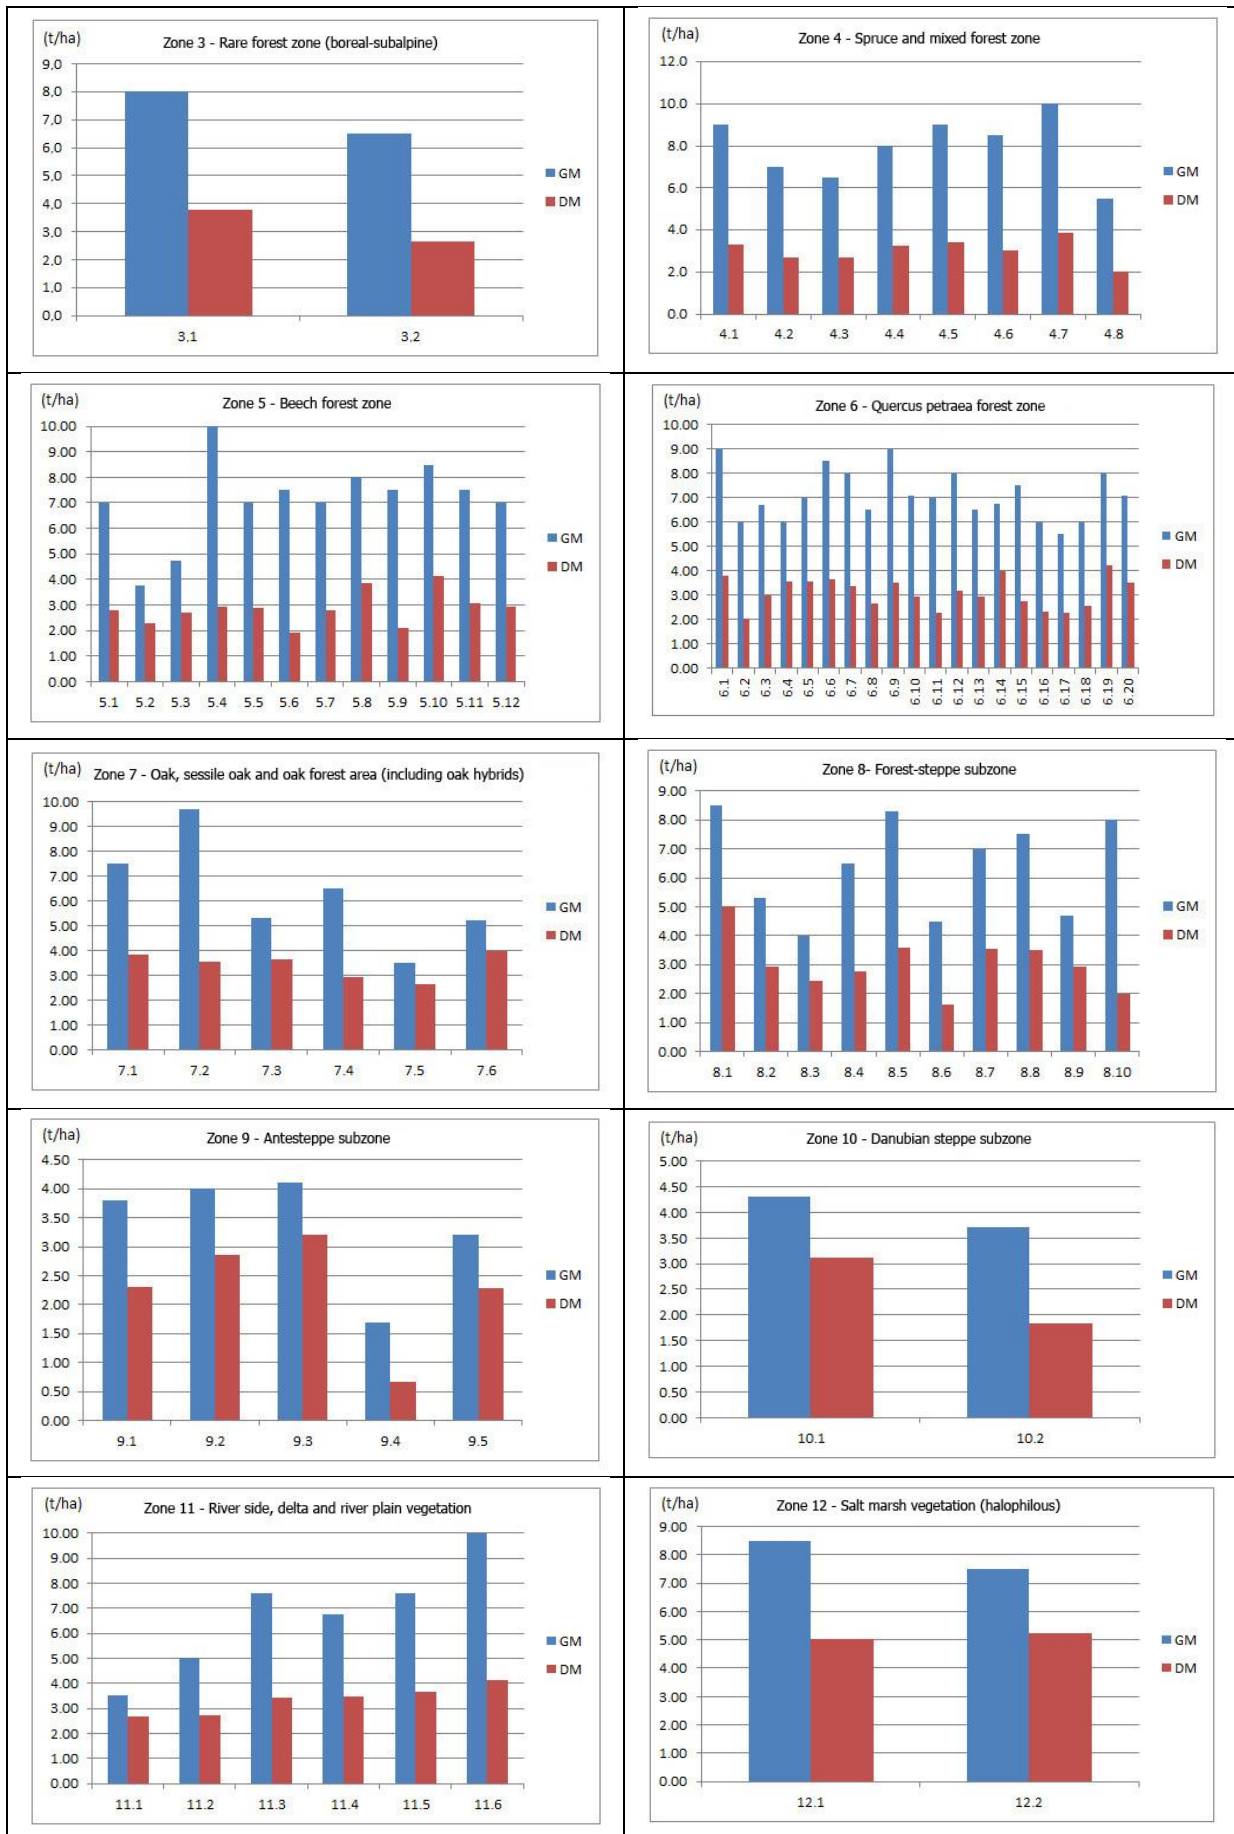 (t/ha)
Zone 3 - Rare forest zone (boreal-subalpine)
9,0
8,0
7,0
6,0
5,0
4,0
3,0
2,0
1,0
0,0
3.1 3.2
GM
DM
(t/ha)
Zone 4 - Spruce and mixed forest zone
12.0
10.0
8.0
6.0
4.0
2.0
0.0
4.1 4.2 4.3 4.4 4.5 4.6 4.7 4.8
GM
DM
(t/ha)
Zone 5 - Beech forest zone
10.00
9.00
8.00
7.00
6.00
5.00
4.00
3.00
2.00
1.00
0.00
5.1 5.2 5.3 5.4 5.5 5.6 5.7 5.8 5.9 5.10 5.11 5.12
GM
DM
(t/ha)
Zone 6 - Quercus petraea forest zone
10.00
9.00
8.00
7.00
6.00
5.00
4.00
3.00
2.00
1.00
0.00
6.1 6.2 6.3 6.4 6.5 6.6 6.7 6.8 6.9 6.10 6.11 6.12 6.13 6.14 6.15 6.16 6.17 6.18 6.19 6.20
GM
DM
(t/ha)
Zone 7 - Oak, sessile oak and oak forest area (including oak hybrids)
10.00
9.00
8.00
7.00
6.00
5.00
4.00
3.00
2.00
1.00
0.00
7.1 7.2 7.3 7.4 7.5 7.6
GM
DM
(t/ha)
Zone 8- Forest-steppe subzone
9.00
8.00
7.00
6.00
5.00
4.00
3.00
2.00
1.00
0.00
8.1 8.2 8.3 8.4 8.5 8.6 8.7 8.8 8.9 8.10
GM
DM
(t/ha)
Zone 9 - Antesteppe subzone
4.50
4.00
3.50
3.00
2.50
2.00
1.50
1.00
0.50
0.00
9.1 9.2 9.3 9.4 9.5
GM
DM
(t/ha)
Zone 10 - Danubian steppe subzone
5.00
4.50
4.00
3.50
3.00
2.50
2.00
1.50
1.00
0.50
0.00
10.1 10.2
GM
DM
(t/ha)
Zone 11 - River side, delta and river plain vegetation
10.00
9.00
8.00
7.00
6.00
5.00
4.00
3.00
2.00
1.00
0.00
11.1 11.2 11.3 11.4 11.5 11.6
GM
DM
(t/ha)
Zone 12 - Salt marsh vegetation (halophilous)
9.00
8.00
7.00
6.00
5.00
4.00
3.00
2.00
1.00
0.00
12.1 12.2
GM
DM